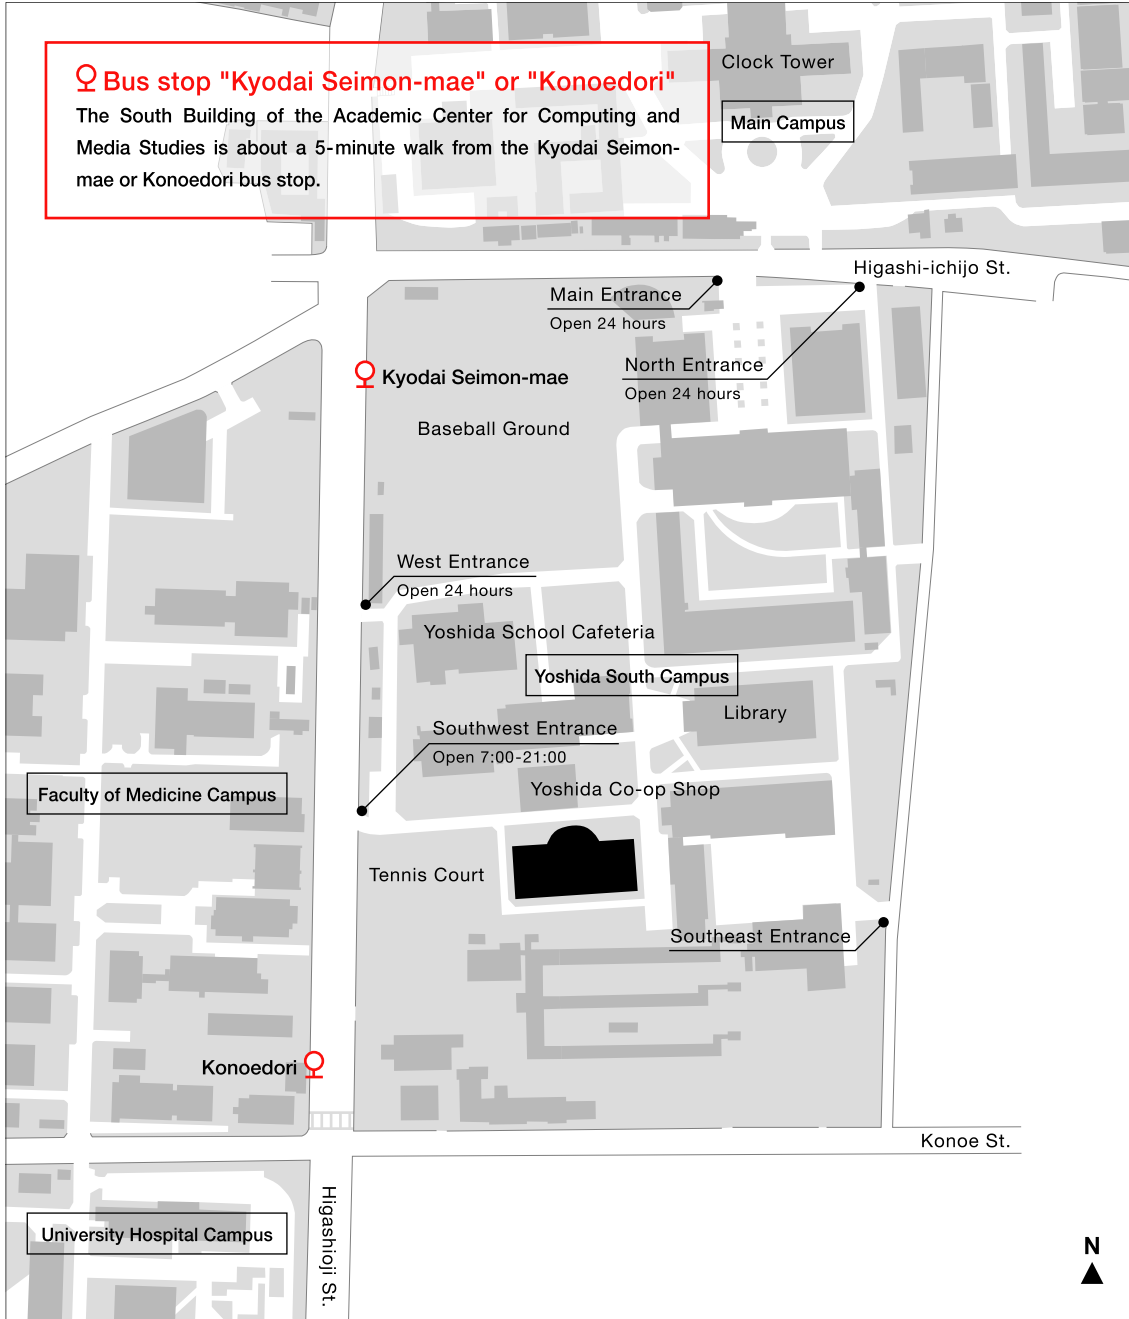 Bus stop "Kyodai Seimon-mae" or "Konoedori"
The South Building of the Academic Center for Computing and
Media Studies is about a 5-minute walk from the Kyodai Seimon-
mae or Konoedori bus stop.
Clock Tower
Main Campus
Higashi-ichijo St.
Main Entrance
Open 24 hours
North Entrance
Open 24 hours
Kyodai Seimon-mae
Baseball Ground
West Entrance
Open 24 hours
Yoshida School Cafeteria
Yoshida South Campus
Library
Southwest Entrance
Open 7:00-21:00
Yoshida Co-op Shop
Faculty of Medicine Campus
Tennis Court
Southeast Entrance
Konoedori
Konoe St.
Higashioji St.
University Hospital Campus
N